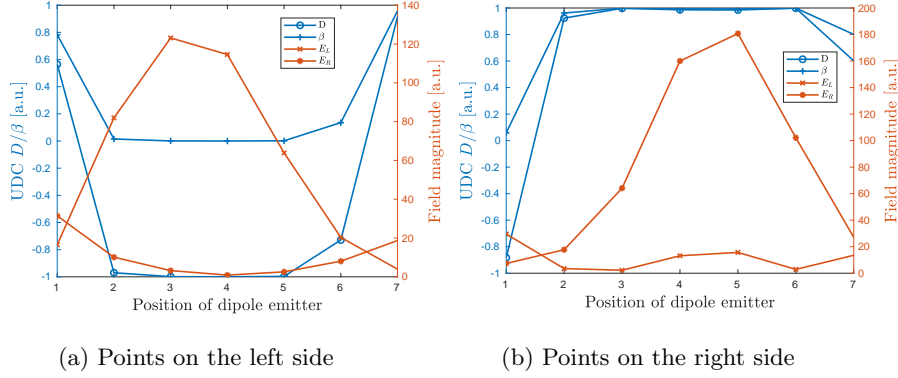 UDC D/β [a.u.]
1
0.8
0.6
0.4
0.2
0
-0.2
-0.4
-0.6
-0.8
-1
D
β
E_L
E_R
140
120
100
80
60
40
20
0
Field magnitude [a.u.]
1 2 3 4 5 6 7
Position of dipole emitter
(a) Points on the left side
UDC D/β [a.u.]
1
0.8
0.6
0.4
0.2
0
-0.2
-0.4
-0.6
-0.8
-1
D
β
E_L
E_R
200
180
160
140
120
100
80
60
40
20
0
Field magnitude [a.u.]
1 2 3 4 5 6 7
Position of dipole emitter
(b) Points on the right side